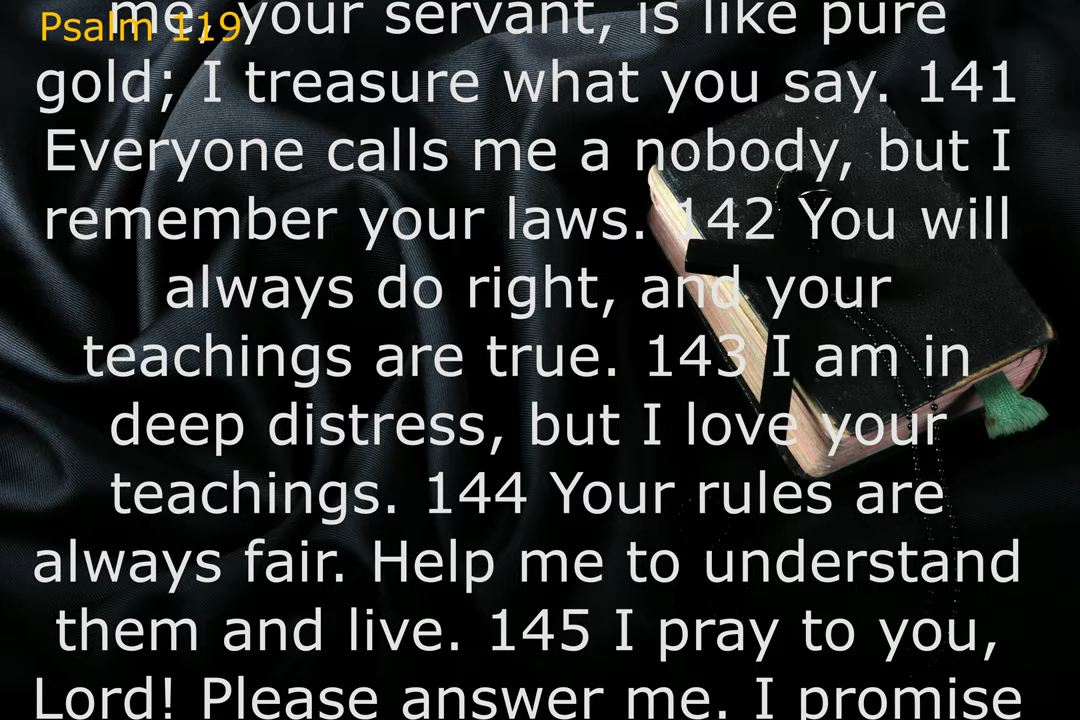 Psalm 119
me, your servant, is like pure
gold; I treasure what you say. 141
Everyone calls me a nobody, but I
remember your laws. 142 You will
always do right, and your
teachings are true. 143 I am in
deep distress, but I love your
teachings. 144 Your rules are
always fair. Help me to understand
them and live. 145 I pray to you,
Lord! Please answer me. I promise